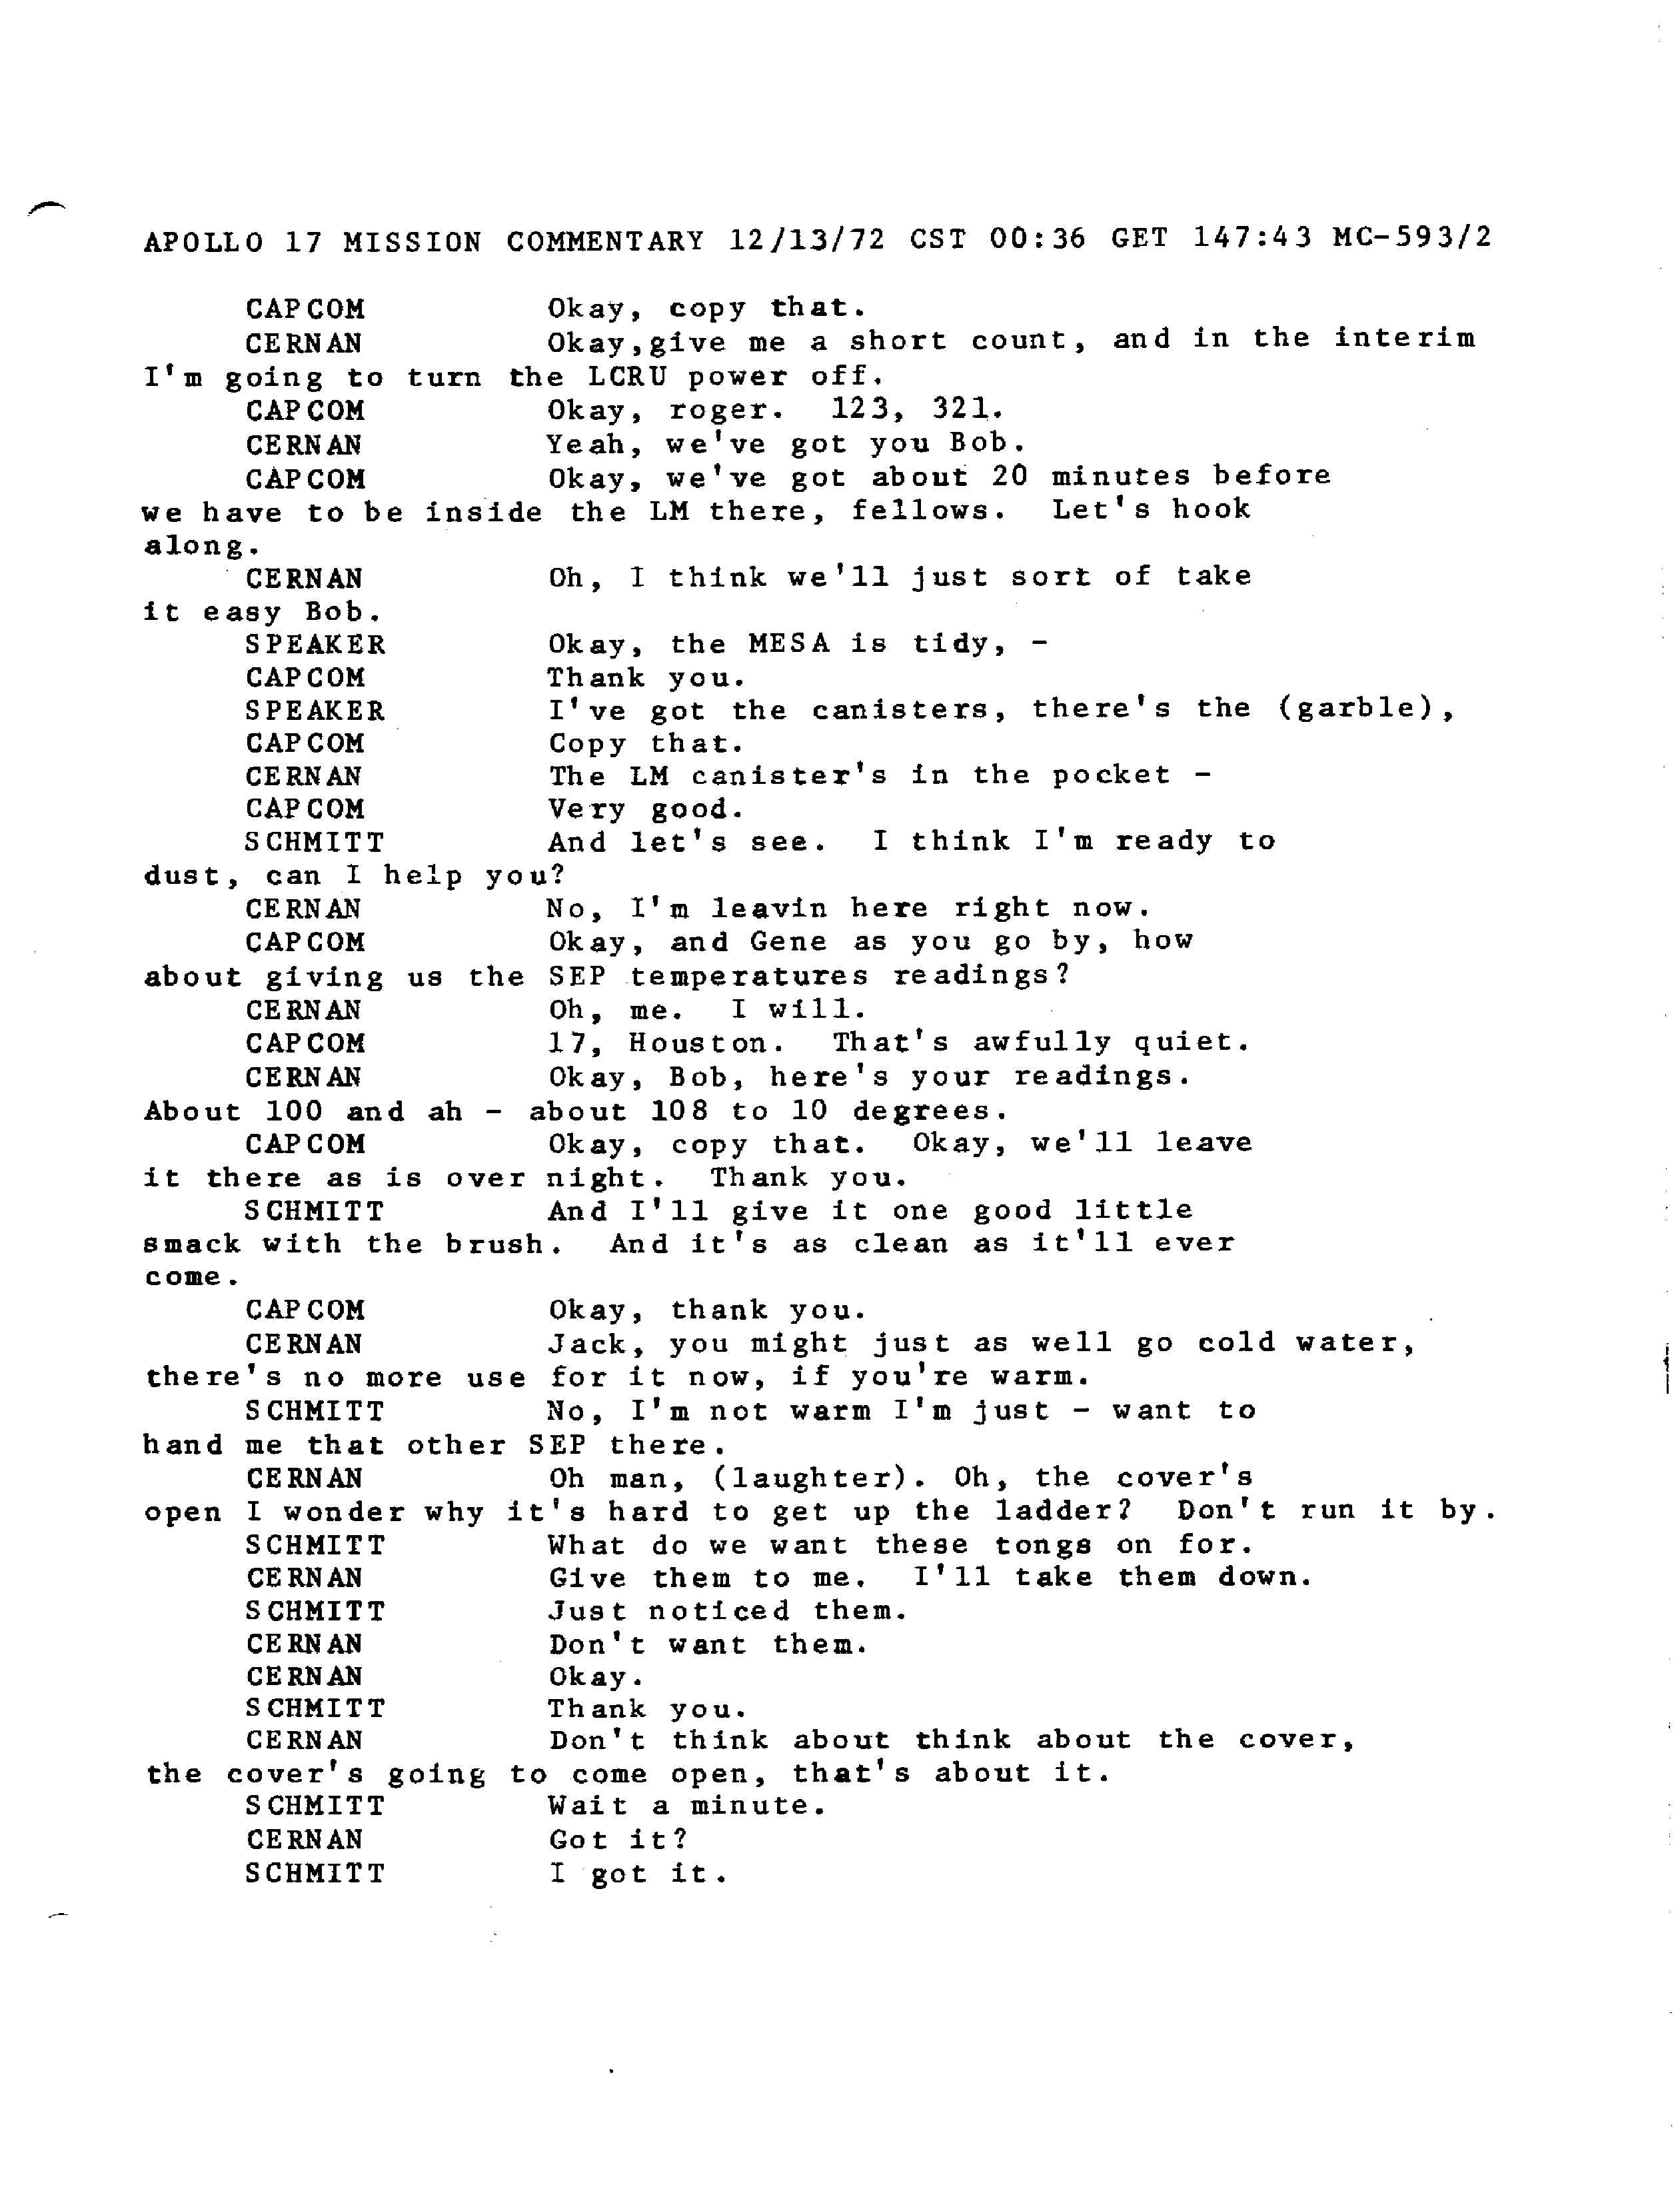 APOLLO 17 MISSION COMMENTARY 12/13/72 CST 00:36 GET 147:43 MC-593/2
CAPCOM Okay, copy that.
CERNAN Okay,give me a short count, and in the interim
I'm going to turn the LCRU power off.
CAPCOM Okay, roger. 123, 321.
CERNAN Yeah, we've got you Bob.
CAPCOM Okay, we've got about 20 minutes before
we have to be inside the LM there, fellows. Let's hook
along.
CERNAN Oh, I think we'll just sort of take
it easy Bob.
SPEAKER Okay, the MESA is tidy, -
CAPCOM Thank you.
SPEAKER I've got the canisters, there's the (garble),
CAPCOM Copy that.
CERNAN The LM canister's in the pocket -
CAPCOM Very good.
SCHMITT And let's see. I think I'm ready to
dust, can I help you?
CERNAN No, I'm leavin here right now.
CAPCOM Okay, and Gene as you go by, how
about giving us the SEP temperatures readings?
CERNAN Oh, me. I will.
CAPCOM 17, Houston. That's awfully quiet.
CERNAN Okay, Bob, here's your readings.
About 100 and ah - about 108 to 10 degrees.
CAPCOM Okay, copy that. Okay, we'll leave
it there as is over night. Thank you.
SCHMITT And I'll give it one good little
smack with the brush. And it's as clean as it'll ever
come.
CAPCOM Okay, thank you.
CERNAN Jack, you might just as well go cold water,
there's no more use for it now, if you're warm.
SCHMITT No, I'm not warm I'm just - want to
hand me that other SEP there.
CERNAN Oh man, (laughter). Oh, the cover's
open I wonder why it's hard to get up the ladder? Don't run it by.
SCHMITT What do we want these tongs on for.
CERNAN Give them to me. I'll take them down.
SCHMITT Just noticed them.
CERNAN Don't want them.
CERNAN Okay.
SCHMITT Thank you.
CERNAN Don't think about think about the cover,
the cover's going to come open, that's about it.
SCHMITT Wait a minute.
CERNAN Got it?
SCHMITT I got it.